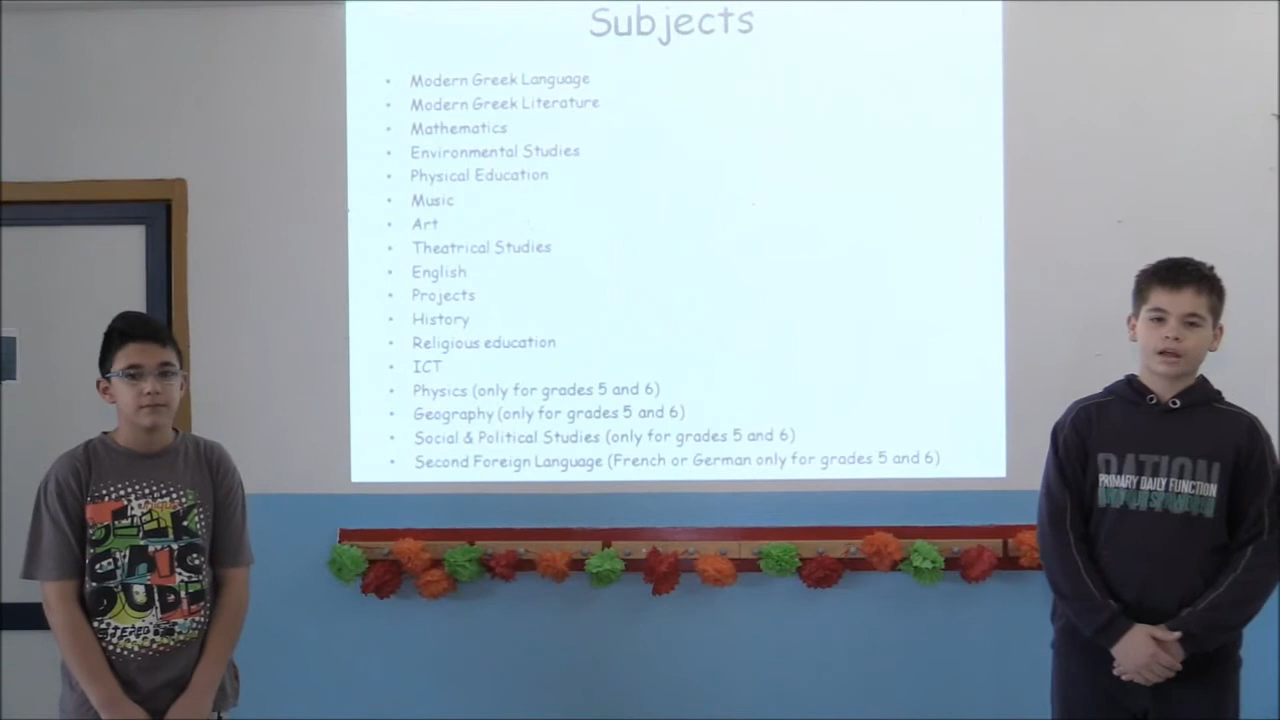 Subjects
• Modern Greek Language
• Modern Greek Literature
• Mathematics
• Environmental Studies
• Physical Education
• Music
• Art
• Theatrical Studies
• English
• Projects
• History
• Religious education
• ICT
• Physics (only for grades 5 and 6)
• Geography (only for grades 5 and 6)
• Social & Political Studies (only for grades 5 and 6)
• Second Foreign Language (French or German only for grades 5 and 6)
PRIMARY DAILY FUNCTION